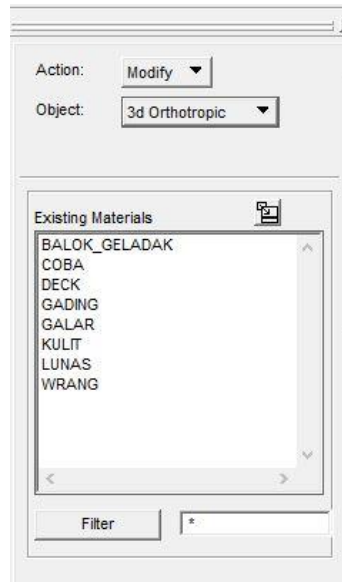 Action: Modify
Object: 3d Orthotropic
Existing Materials
BALOK_GELADAK
COBA
DECK
GADING
GALAR
KULIT
LUNAS
WRANG
Filter *